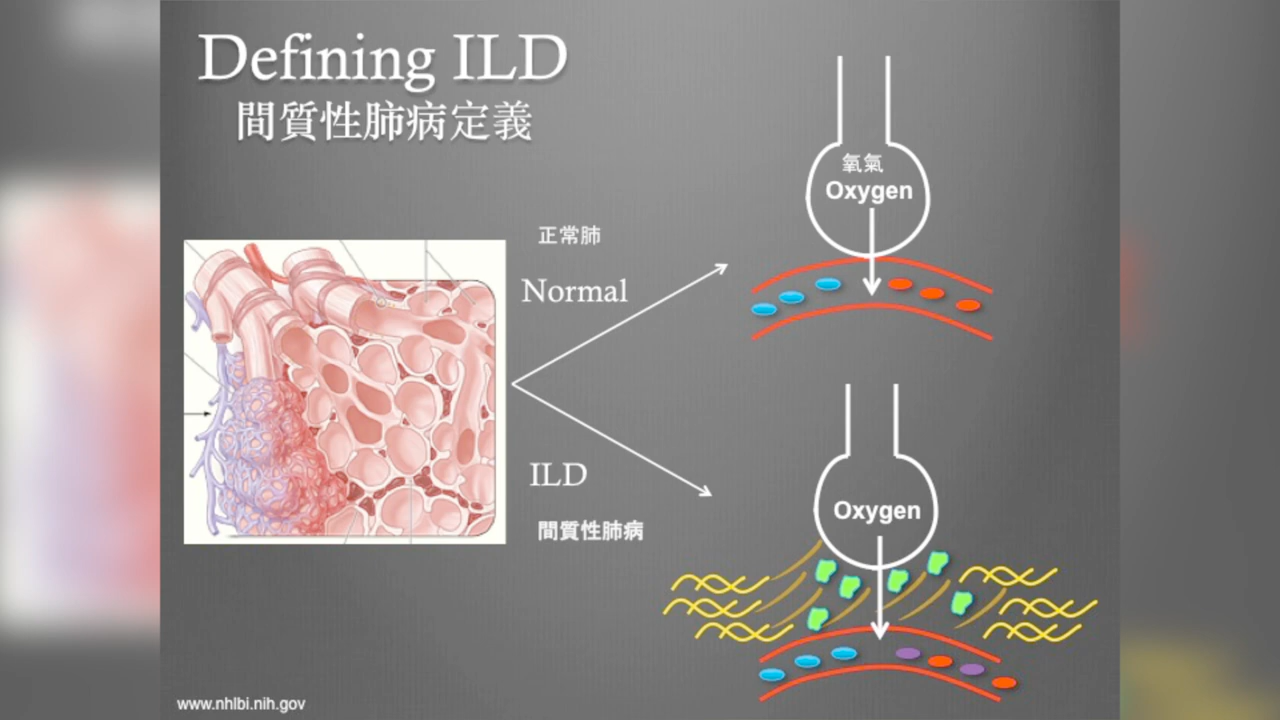 Defining ILD
間質性肺病定義
氧氣
Oxygen
正常肺
Normal
ILD
間質性肺病
Oxygen
www.nhlbi.nih.gov